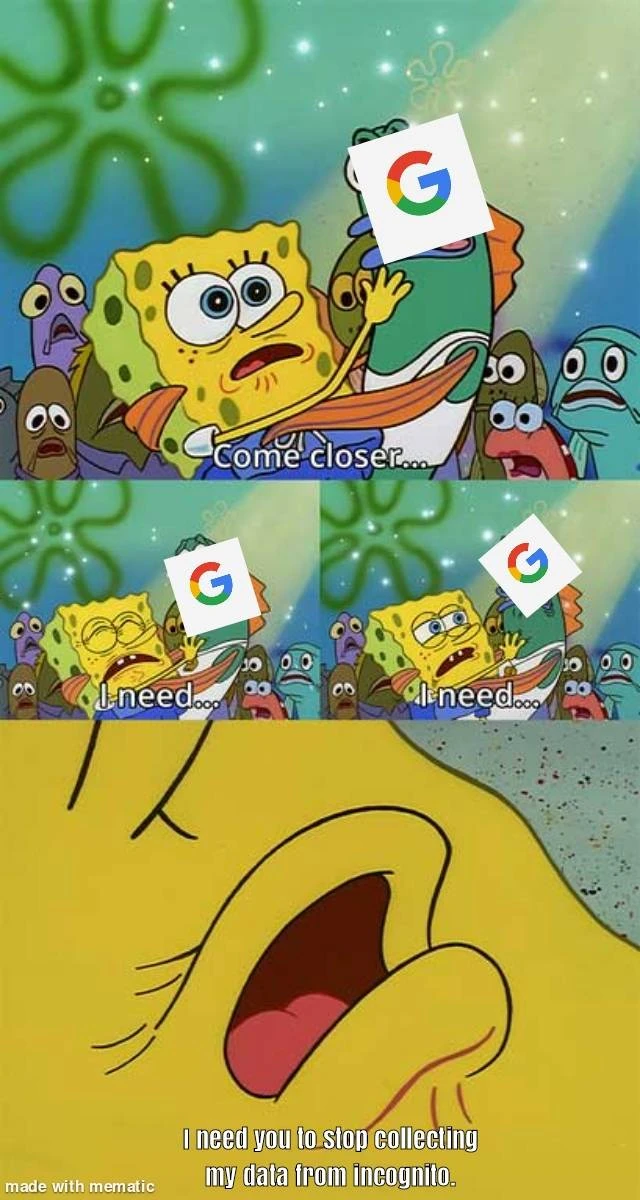 G
Come closer...
G
G
I need...
I need...
I need you to stop collecting
my data from incognito.
made with mematic